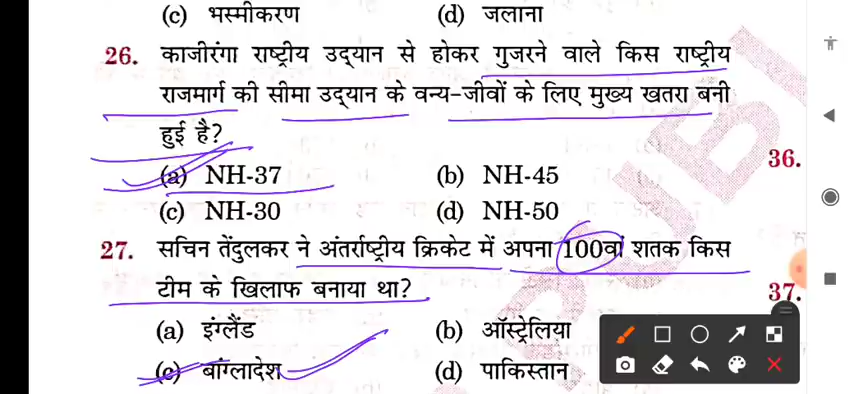 (c) भस्मीकरण (d) जलाना
26. काजीरंगा राष्ट्रीय उद्यान से होकर गुजरने वाले किस राष्ट्रीय
राजमार्ग की सीमा उद्यान के वन्य-जीवों के लिए मुख्य खतरा बनी
हुई है?
(a) NH-37 (b) NH-45
(c) NH-30 (d) NH-50
27. सचिन तेंदुलकर ने अंतर्राष्ट्रीय क्रिकेट में अपना 100वां शतक किस
टीम के खिलाफ बनाया था?
(a) इंग्लैंड (b) ऑस्ट्रेलिया
(c) बांग्लादेश (d) पाकिस्तान
36.
37.